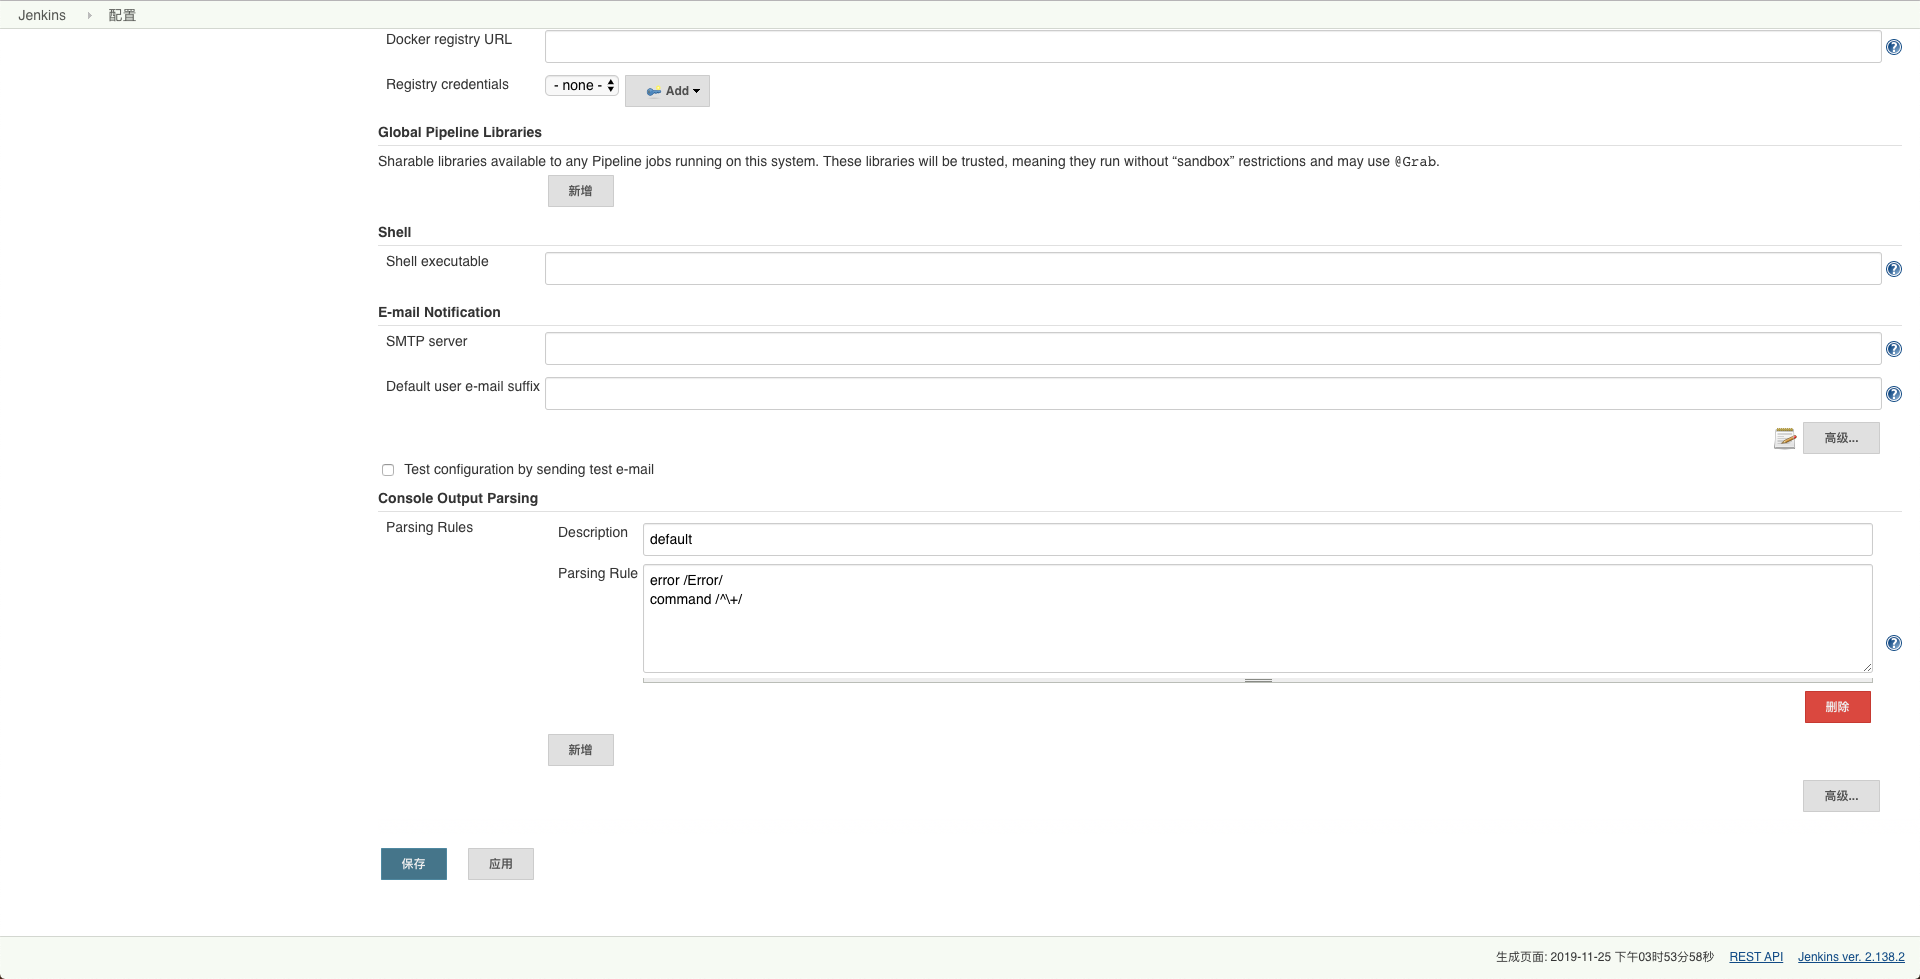 Jenkins 配置
Docker registry URL
Registry credentials - none - Add
Global Pipeline Libraries
Sharable libraries available to any Pipeline jobs running on this system. These libraries will be trusted, meaning they run without “sandbox” restrictions and may use @Grab.
新增
Shell
Shell executable
E-mail Notification
SMTP server
Default user e-mail suffix
高级...
Test configuration by sending test e-mail
Console Output Parsing
Parsing Rules Description default
Parsing Rule error /Error/
command /^\+/
删除
新增
高级...
保存 应用
生成页面: 2019-11-25 下午03时53分58秒 REST API Jenkins ver. 2.138.2